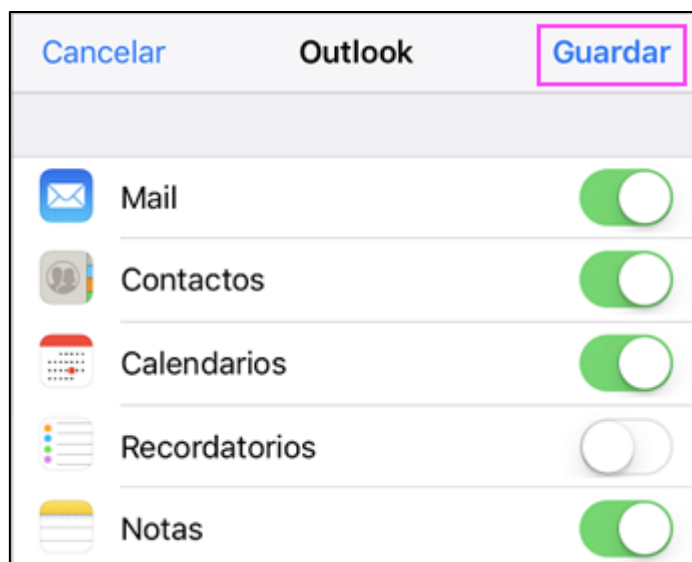 Cancelar Outlook Guardar
Mail
Contactos
Calendarios
Recordatorios
Notas